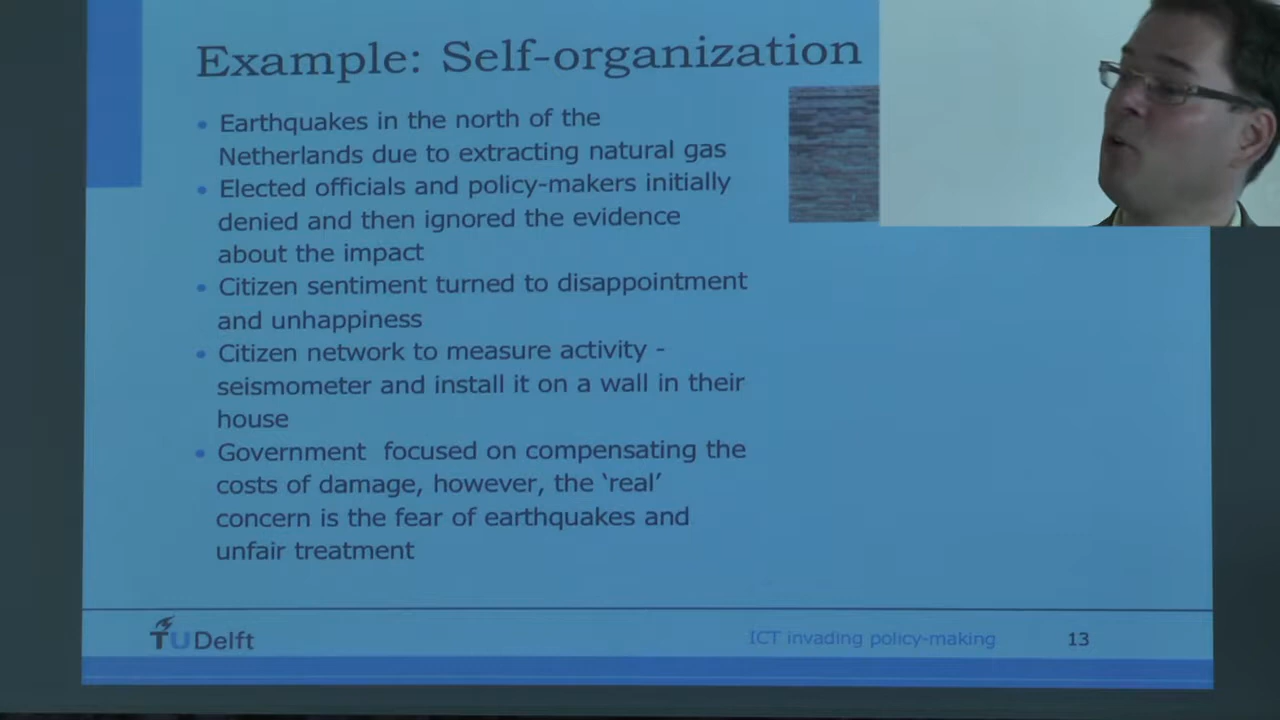 Example: Self-organization
• Earthquakes in the north of the
Netherlands due to extracting natural gas
• Elected officials and policy-makers initially
denied and then ignored the evidence
about the impact
• Citizen sentiment turned to disappointment
and unhappiness
• Citizen network to measure activity -
seismometer and install it on a wall in their
house
• Government focused on compensating the
costs of damage, however, the ‘real’
concern is the fear of earthquakes and
unfair treatment
TU Delft
ICT invading policy-making
13